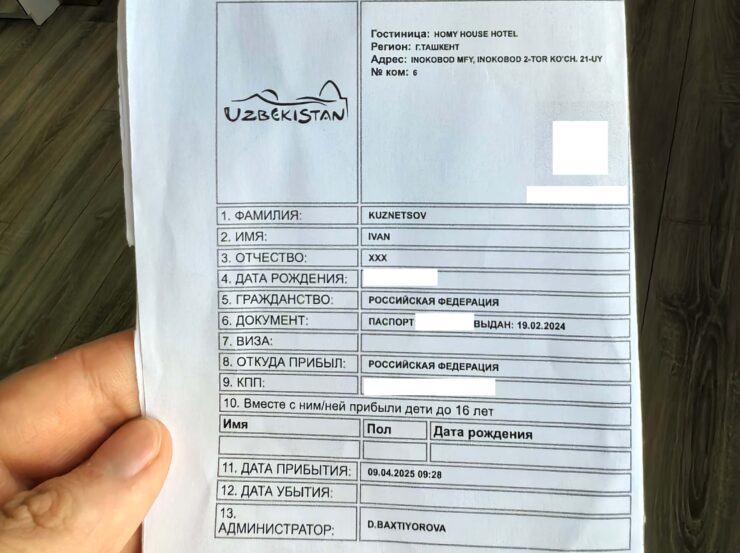 UZBEKISTAN
Гостиница: HOMY HOUSE HOTEL
Регион: Г.ТАШКЕНТ
Адрес: INOKOBOD MFY, INOKOBOD 2-TOR KO'CH. 21-UY
№ ком: 6
1. ФАМИЛИЯ: KUZNETSOV
2. ИМЯ: IVAN
3. ОТЧЕСТВО: XXX
4. ДАТА РОЖДЕНИЯ:
5. ГРАЖДАНСТВО: РОССИЙСКАЯ ФЕДЕРАЦИЯ
6. ДОКУМЕНТ: ПАСПОРТ ВЫДАН: 19.02.2024
7. ВИЗА:
8. ОТКУДА ПРИБЫЛ: РОССИЙСКАЯ ФЕДЕРАЦИЯ
9. КПП:
10. Вместе с ним/ней прибыли дети до 16 лет
Имя Пол Дата рождения
11. ДАТА ПРИБЫТИЯ: 09.04.2025 09:28
12. ДАТА УБЫТИЯ:
13.
АДМИНИСТРАТОР: D.BAXTIYOROVA